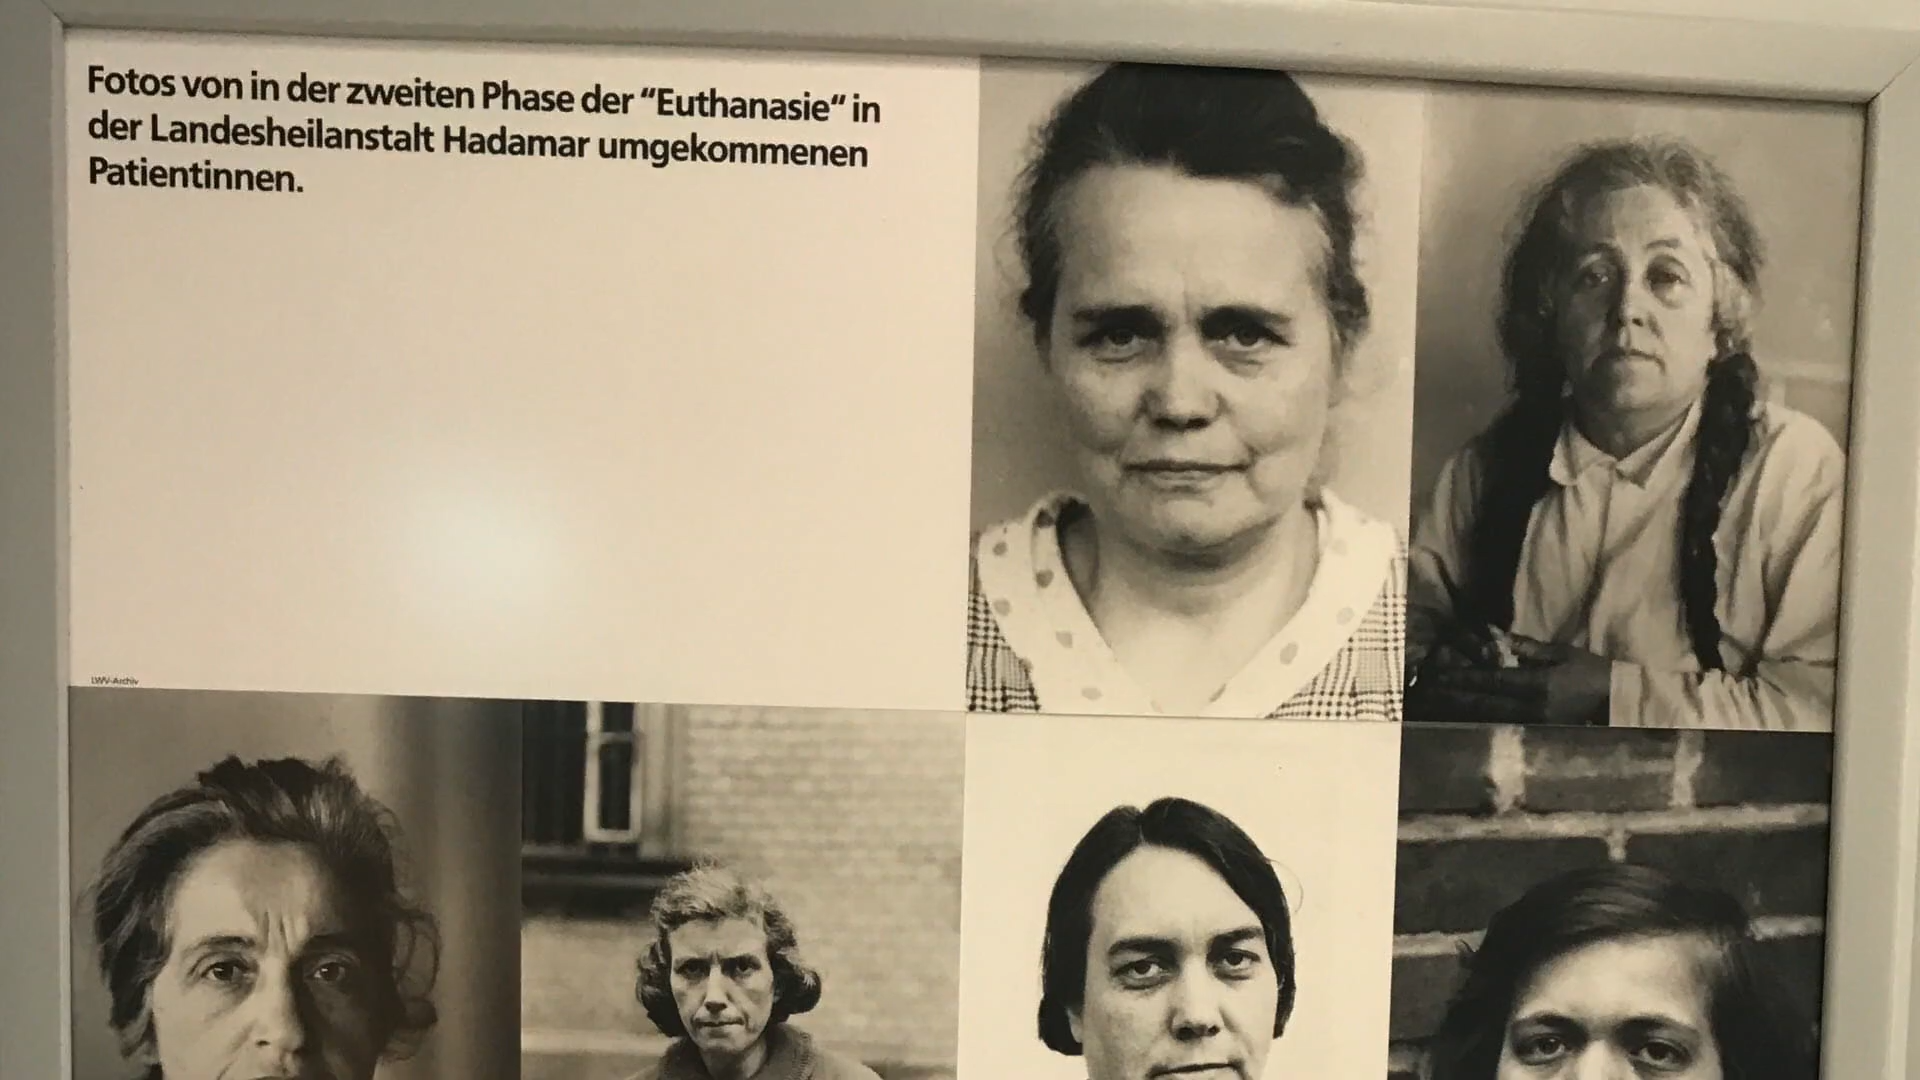 Fotos von in der zweiten Phase der “Euthanasie“ in
der Landesheilanstalt Hadamar umgekommenen
Patientinnen.
LWV-Archiv